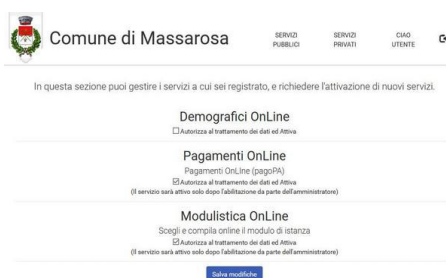 Comune di Massarosa
SERVIZI
PUBBLICI
SERVIZI
PRIVATI
CIAO
UTENTE
In questa sezione puoi gestire i servizi a cui sei registrato, e richiedere l'attivazione di nuovi servizi.
Demografici OnLine
Autorizza al trattamento dei dati ed Attiva
Pagamenti OnLine
Pagamenti OnLIne (pagoPA)
Autorizza al trattamento dei dati ed Attiva
(Il servizio sarà attivo solo dopo l'abilitazione da parte dell'amministratore)
Modulistica OnLine
Scegli e compila online il modulo di istanza
Autorizza al trattamento dei dati ed Attiva
(Il servizio sarà attivo solo dopo l'abilitazione da parte dell'amministratore)
Salva modifiche